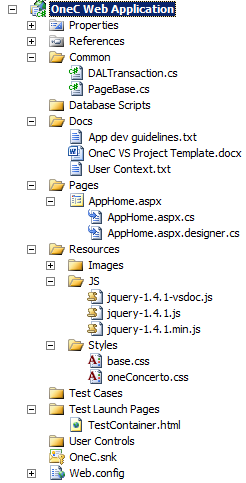 OneC Web Application
Properties
References
Common
DALTransaction.cs
PageBase.cs
Database Scripts
Docs
App dev guidelines.txt
OneC VS Project Template.docx
User Context.txt
Pages
AppHome.aspx
AppHome.aspx.cs
AppHome.aspx.designer.cs
Resources
Images
JS
jquery-1.4.1-vsdoc.js
jquery-1.4.1.js
jquery-1.4.1.min.js
Styles
base.css
oneConcerto.css
Test Cases
Test Launch Pages
TestContainer.html
User Controls
OneC.snk
Web.config